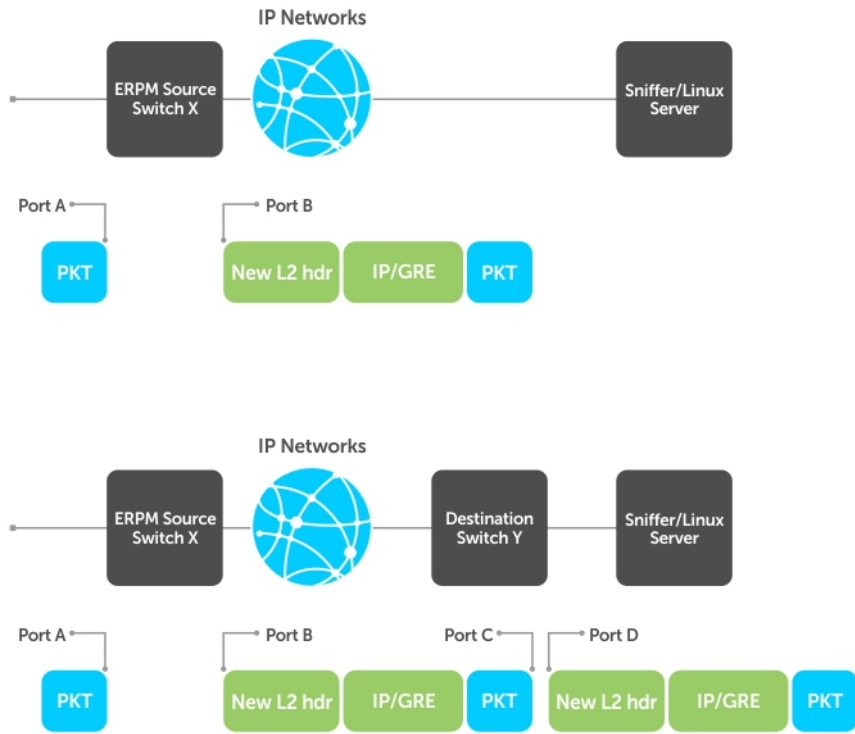 IP Networks
ERPM Source
Switch X
Sniffer/Linux
Server
Port A
Port B
PKT
New L2 hdr
IP/GRE
PKT
IP Networks
ERPM Source
Switch X
Destination
Switch Y
Sniffer/Linux
Server
Port A
Port B
Port C
Port D
PKT
New L2 hdr
IP/GRE
PKT
New L2 hdr
IP/GRE
PKT